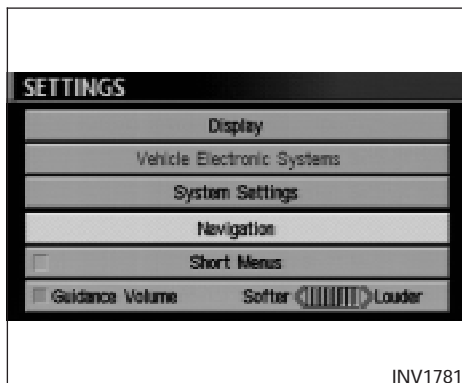 SETTINGS
Display
Vehicle Electronic Systems
System Settings
Navigation
Short Menus
Guidance Volume Softer Louder
INV1781